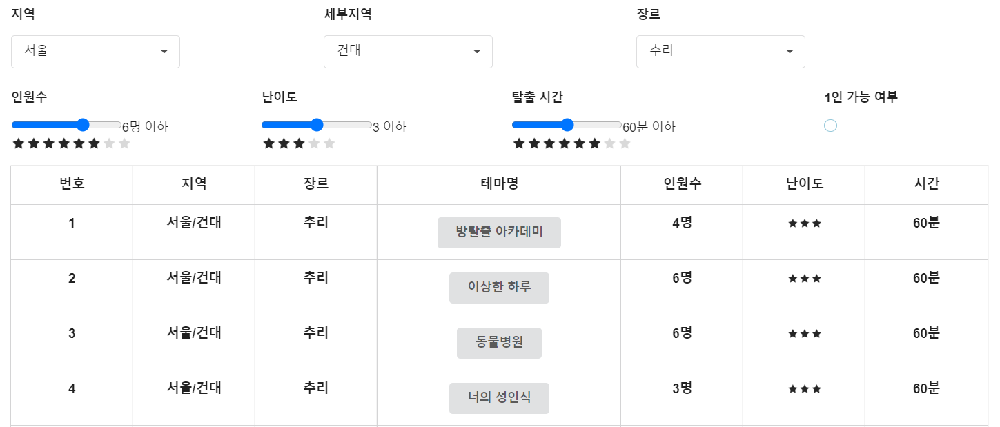 지역 세부지역 장르
서울 건대 추리
인원수 난이도 탈출 시간 1인 가능 여부
6명 이하 3 이하 60분 이하
번호 지역 장르 테마명 인원수 난이도 시간
1 서울/건대 추리 방탈출 아카데미 4명 ★★★ 60분
2 서울/건대 추리 이상한 하루 6명 ★★★ 60분
3 서울/건대 추리 동물병원 6명 ★★★ 60분
4 서울/건대 추리 너의 성인식 3명 ★★★ 60분